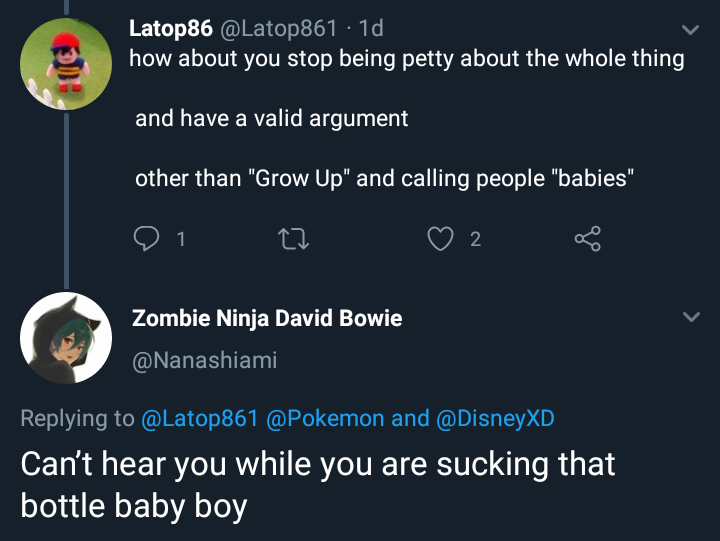 Latop86 @Latop861 · 1d
how about you stop being petty about the whole thing
and have a valid argument
other than "Grow Up" and calling people "babies"
1 2
Zombie Ninja David Bowie
@Nanashiami
Replying to @Latop861 @Pokemon and @DisneyXD
Can't hear you while you are sucking that
bottle baby boy